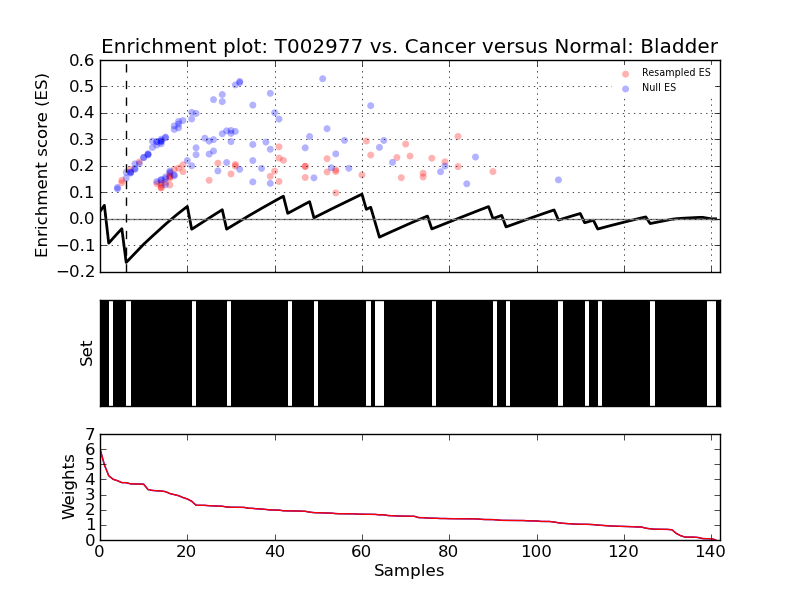 Enrichment plot: T002977 vs. Cancer versus Normal: Bladder
Enrichment score (ES)
0.6
0.5
0.4
0.3
0.2
0.1
0.0
−0.1
−0.2
Resampled ES
Null ES
Set
Weights
7
6
5
4
3
2
1
0
0 20 40 60 80 100 120 140
Samples